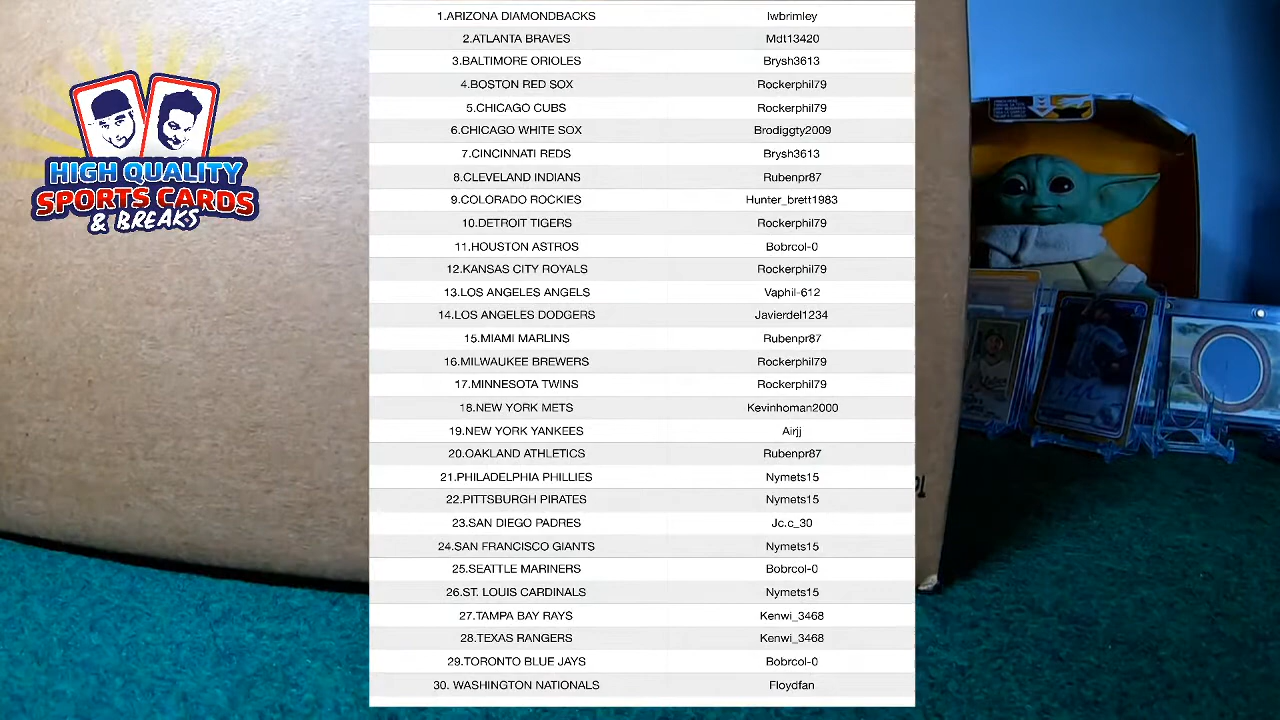 HIGH QUALITY
SPORTS CARDS
& BREAKS
1.ARIZONA DIAMONDBACKS lwbrimley
2.ATLANTA BRAVES Mdt13420
3.BALTIMORE ORIOLES Brysh3613
4.BOSTON RED SOX Rockerphil79
5.CHICAGO CUBS Rockerphil79
6.CHICAGO WHITE SOX Brodiggty2009
7.CINCINNATI REDS Brysh3613
8.CLEVELAND INDIANS Rubenpr87
9.COLORADO ROCKIES Hunter_brett1983
10.DETROIT TIGERS Rockerphil79
11.HOUSTON ASTROS Bobrcol-0
12.KANSAS CITY ROYALS Rockerphil79
13.LOS ANGELES ANGELS Vaphil-612
14.LOS ANGELES DODGERS Javierdel1234
15.MIAMI MARLINS Rubenpr87
16.MILWAUKEE BREWERS Rockerphil79
17.MINNESOTA TWINS Rockerphil79
18.NEW YORK METS Kevinhoman2000
19.NEW YORK YANKEES Airjj
20.OAKLAND ATHLETICS Rubenpr87
21.PHILADELPHIA PHILLIES Nymets15
22.PITTSBURGH PIRATES Nymets15
23.SAN DIEGO PADRES Jc.c_30
24.SAN FRANCISCO GIANTS Nymets15
25.SEATTLE MARINERS Bobrcol-0
26.ST. LOUIS CARDINALS Nymets15
27.TAMPA BAY RAYS Kenwi_3468
28.TEXAS RANGERS Kenwi_3468
29.TORONTO BLUE JAYS Bobrcol-0
30. WASHINGTON NATIONALS Floydfan